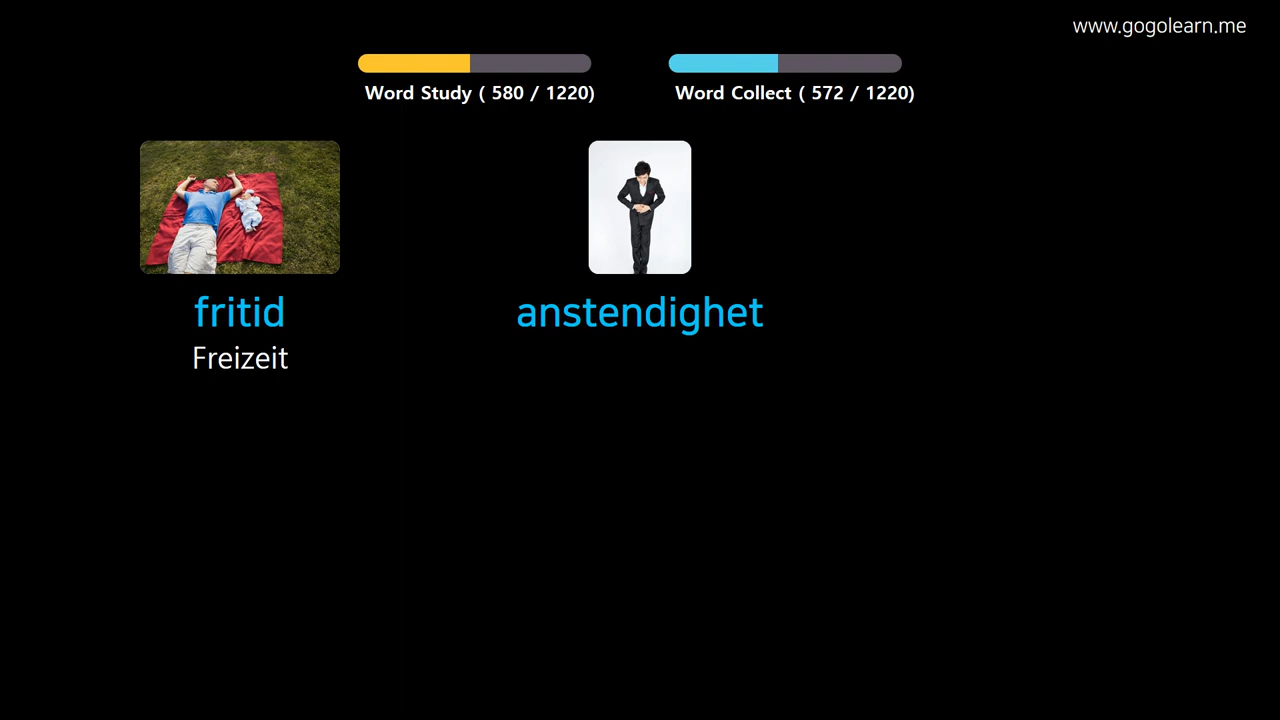 www.gogolearn.me
Word Study ( 580 / 1220)
Word Collect ( 572 / 1220)
fritid
Freizeit
anstendighet